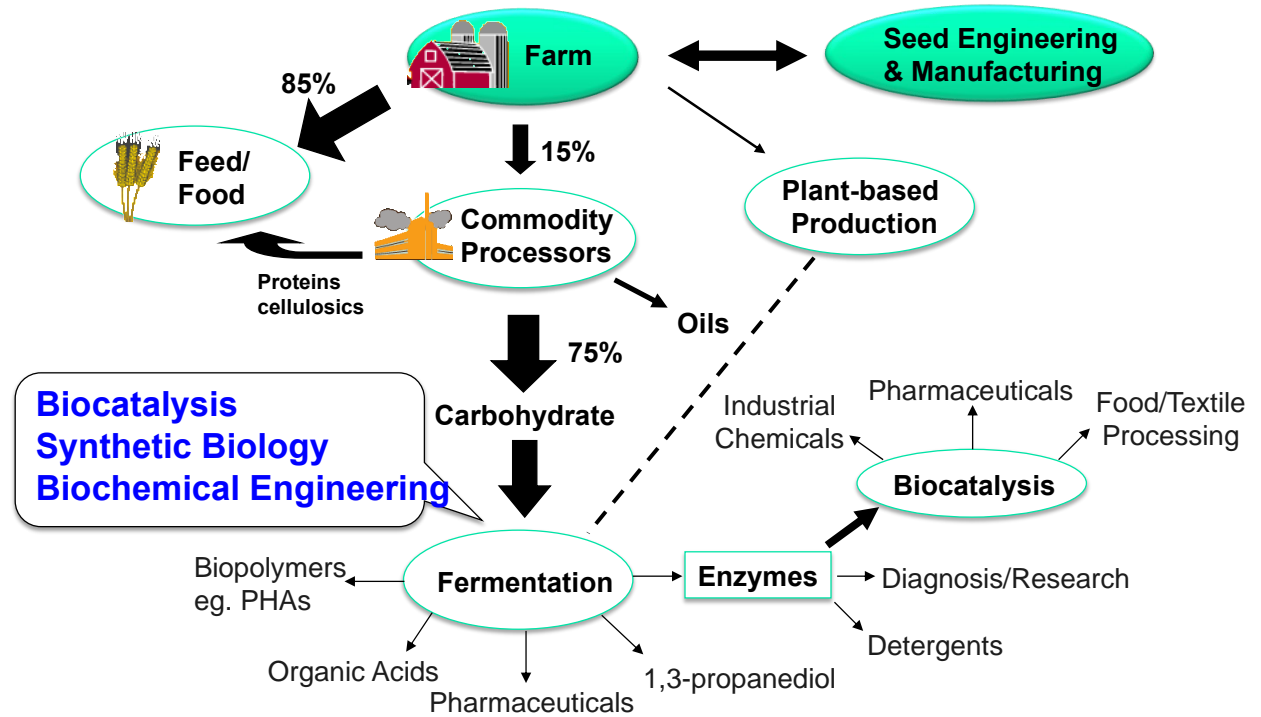 Farm
Seed Engineering
& Manufacturing
85%
Feed/
Food
15%
Plant-based
Production
Commodity
Processors
Proteins
cellulosics
Oils
75%
Carbohydrate
Biocatalysis
Synthetic Biology
Biochemical Engineering
Industrial
Chemicals
Pharmaceuticals
Food/Textile
Processing
Biocatalysis
Biopolymers
eg. PHAs
Fermentation
Enzymes
Diagnosis/Research
Detergents
Organic Acids
Pharmaceuticals
1,3-propanediol